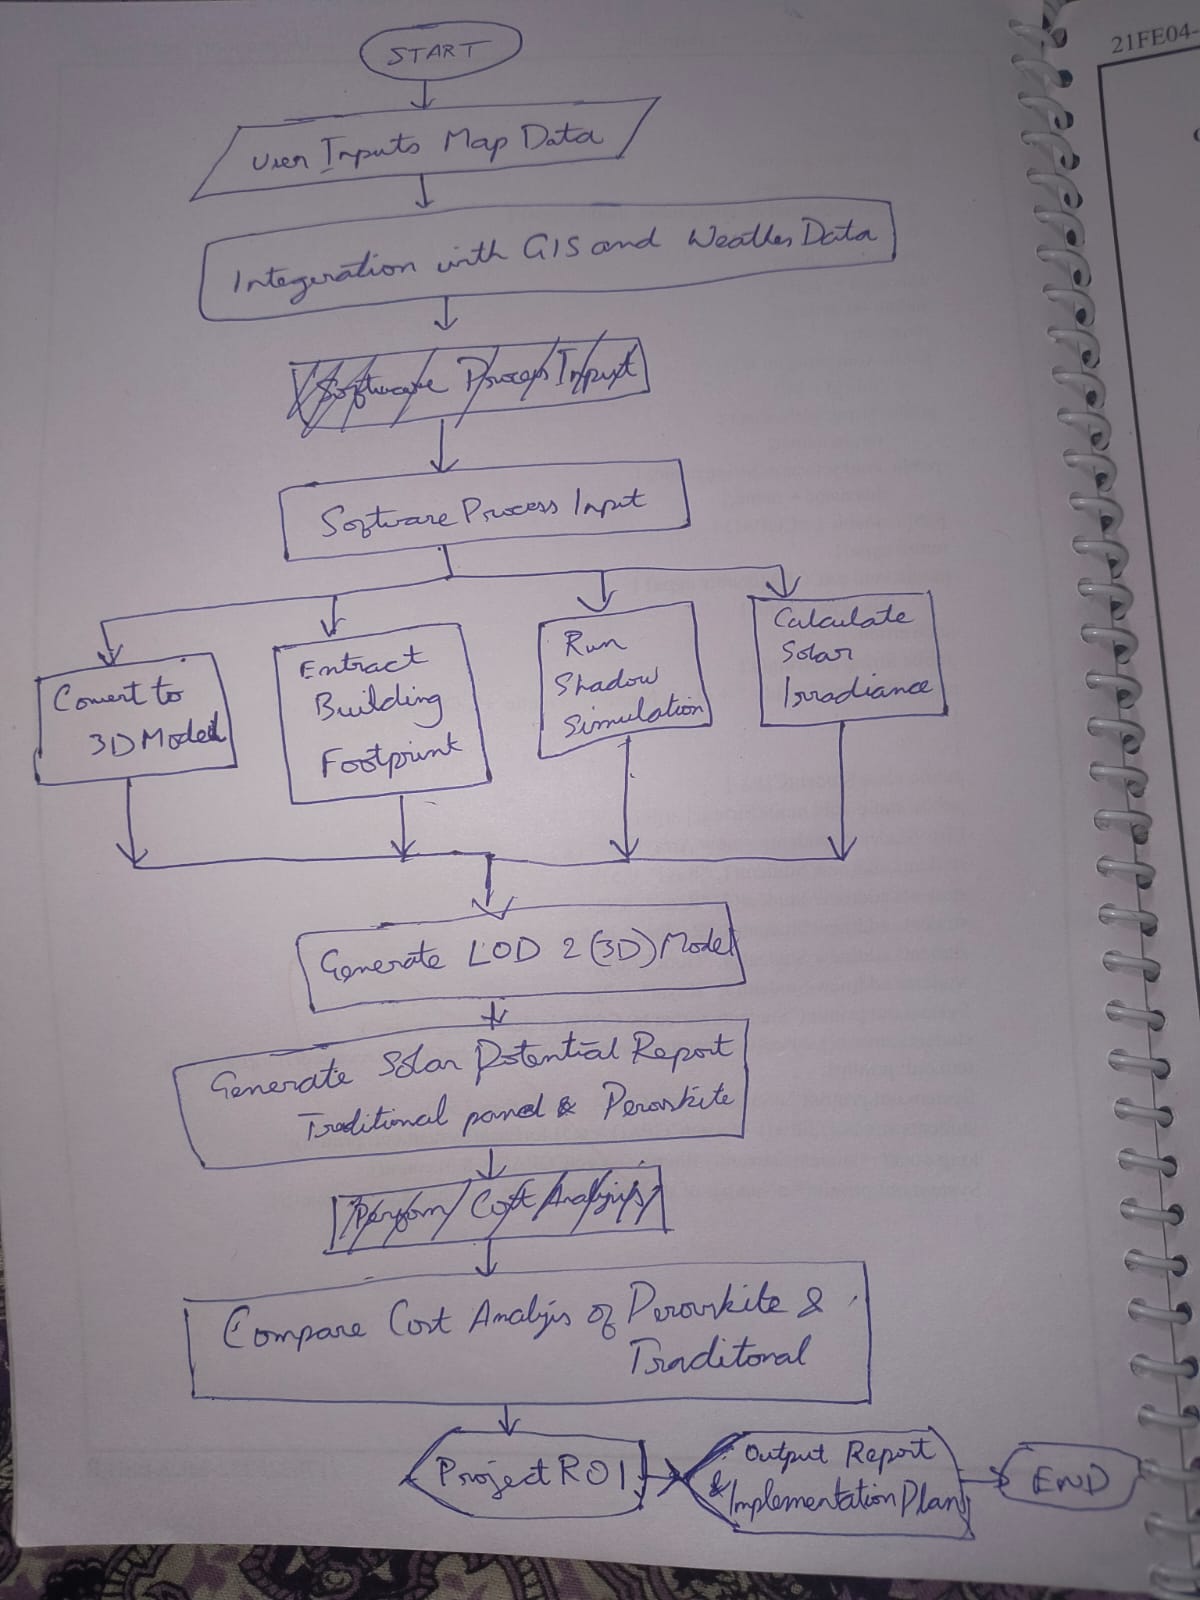 21FE04-
START
User Inputs Map Data
Integeration with GIS and Weather Data
Software Process Input
Software Process Input
Convert to
3D Model
Extract
Building
Footprint
Run
Shadow
Simulation
Calculate
Solar
Irradiance
Generate LOD 2 (3D) Model
Generate Solar Potential Report
Traditional panel & Perovskite
Perform Cost Analysis
Compare Cost Analysis of Perovskite &
Traditonal
Project ROI
Output Report
& Implementation Plan
END